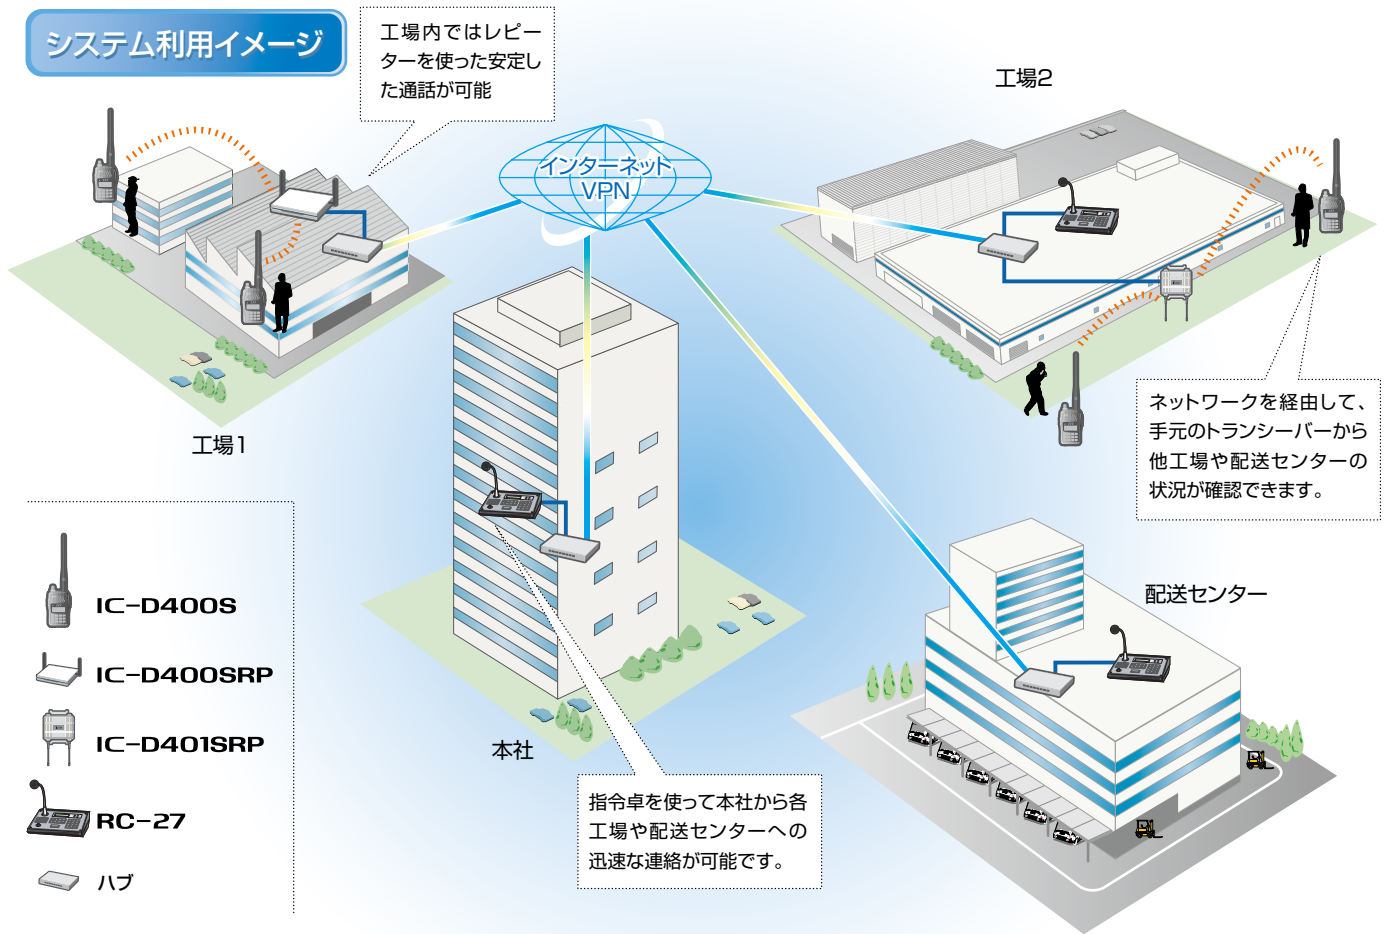 システム利用イメージ
工場内ではレピー
ターを使った安定し
た通話が可能
工場2
インターネット
VPN
工場1
ネットワークを経由して、
手元のトランシーバーから
他工場や配送センターの
状況が確認できます。
配送センター
本社
指令卓を使って本社から各
工場や配送センターへの
迅速な連絡が可能です。
IC-D400S
IC-D400SRP
IC-D401SRP
RC-27
ハブ